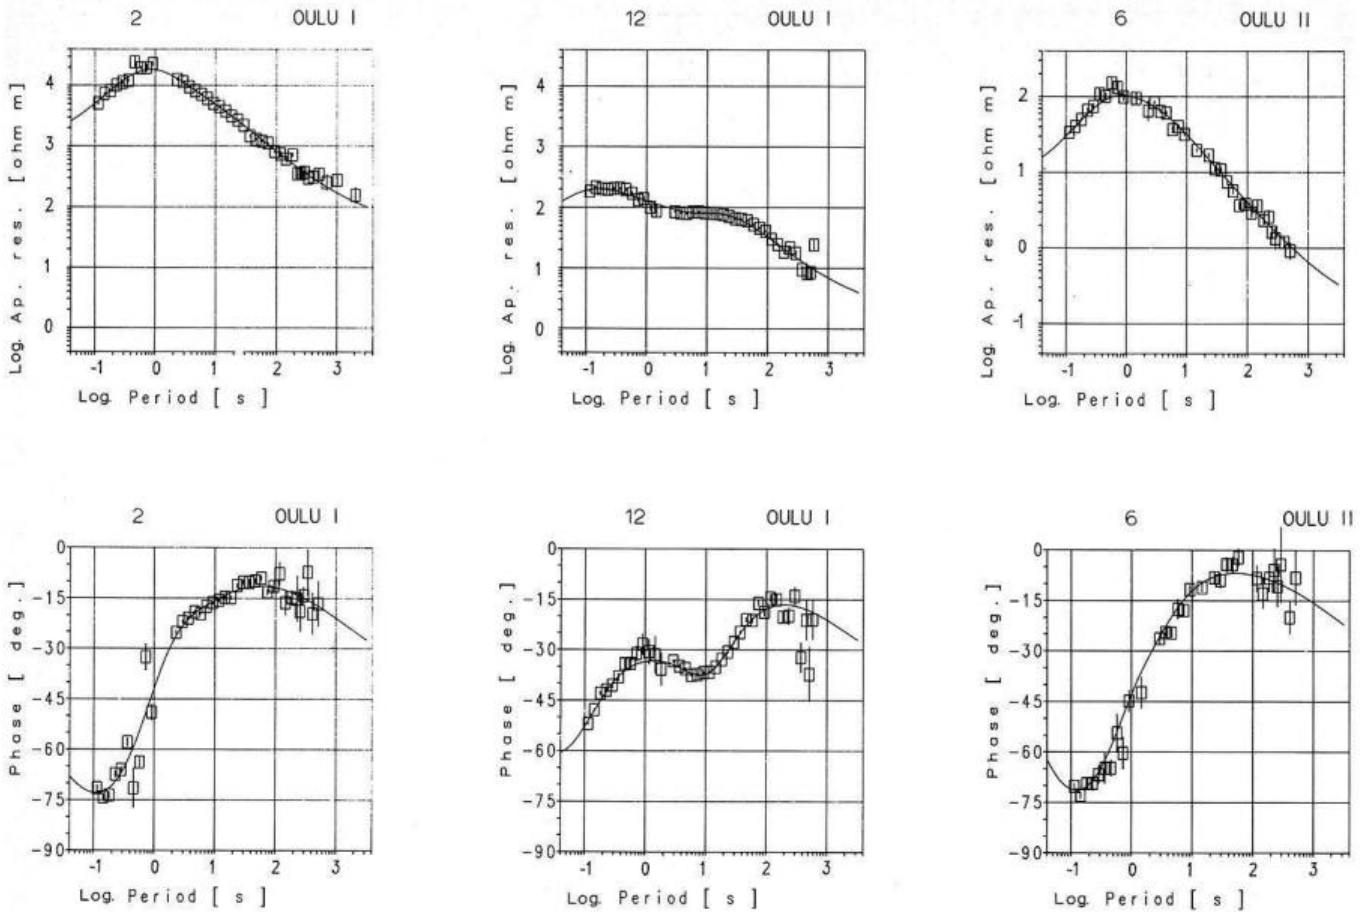 2 OULU I
12 OULU I
6 OULU II
Log. Ap. res. [ohm m]
4
3
2
1
0
-1 0 1 2 3
Log. Period [ s ]
Log. Ap. res. [ohm m]
4
3
2
1
0
-1 0 1 2 3
Log. Period [ s ]
Log. Ap. res. [ohm m]
2
1
0
-1
-1 0 1 2 3
Log. Period [ s ]
2 OULU I
12 OULU I
6 OULU II
Phase [ deg. ]
0
-15
-30
-45
-60
-75
-90
-1 0 1 2 3
Log. Period [ s ]
Phase [ deg. ]
0
-15
-30
-45
-60
-75
-90
-1 0 1 2 3
Log. Period [ s ]
Phase [ deg. ]
0
-15
-30
-45
-60
-75
-90
-1 0 1 2 3
Log. Period [ s ]